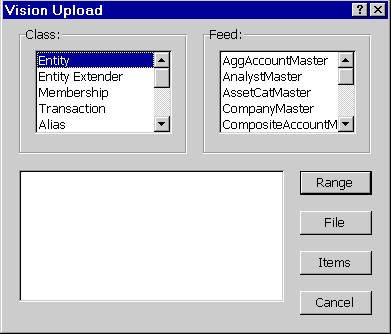 Vision Upload
Class:
Entity
Entity Extender
Membership
Transaction
Alias
Feed:
AggAccountMaster
AnalystMaster
AssetCatMaster
CompanyMaster
CompositeAccountM
Range
File
Items
Cancel